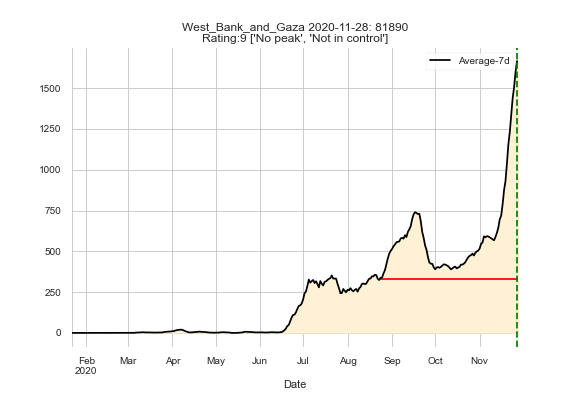 West_Bank_and_Gaza 2020-11-28: 81890
Rating:9 ['No peak', 'Not in control']
Average-7d
1500
1250
1000
750
500
250
0
Feb Mar Apr May Jun Jul Aug Sep Oct Nov
2020
Date